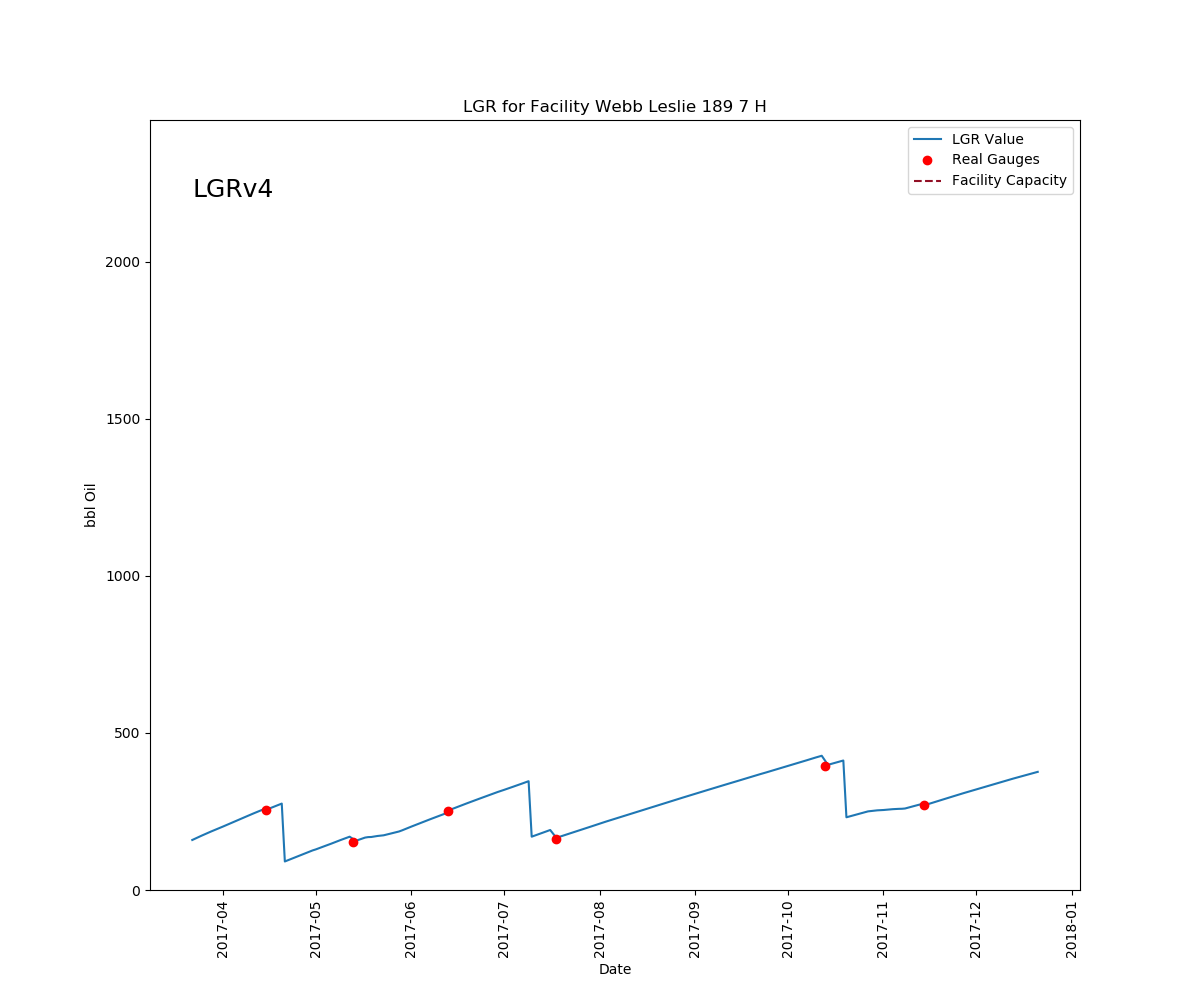 LGR for Facility Webb Leslie 189 7 H
LGRv4
LGR Value
Real Gauges
Facility Capacity
2000
1500
1000
500
0
bbl Oil
2017-04
2017-05
2017-06
2017-07
2017-08
2017-09
2017-10
2017-11
2017-12
2018-01
Date